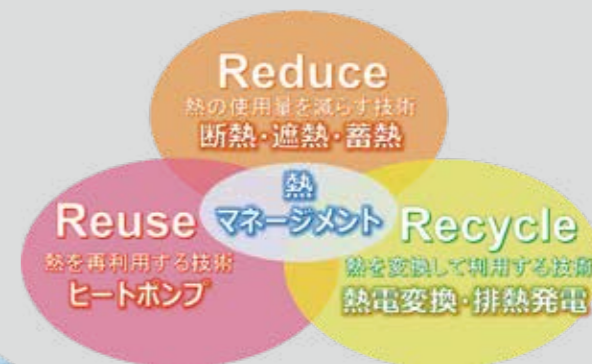 Reduce
熱の使用量を減らす技術
断熱・遮熱・蓄熱
熱
マネージメント
Reuse
熱を再利用する技術
ヒートポンプ
Recycle
熱を変換して利用する技術
熱電変換・排熱発電